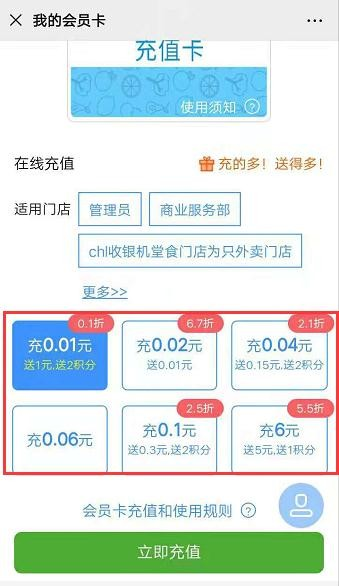 我的会员卡
充值卡
使用须知
在线充值
充的多！送得多！
适用门店
管理员
商业服务部
chl收银机堂食门店为只外卖门店
更多>>
0.1折
6.7折
2.1折
充0.01元
充0.02元
充0.04元
送1元,送2积分
送0.01元
送0.15元,送2积分
2.5折
5.5折
充0.06元
充0.1元
充6元
送0.3元,送2积分
送5元,送1积分
会员卡充值和使用规则
立即充值